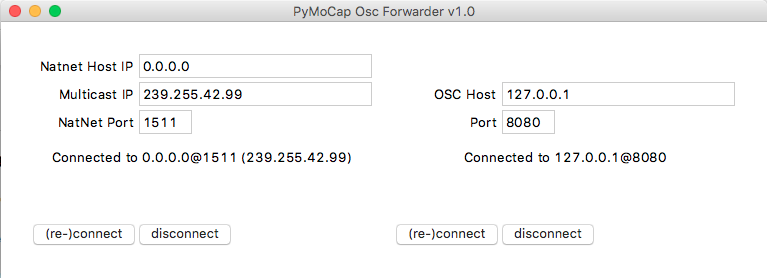 PyMoCap Osc Forwarder v1.0
Natnet Host IP 0.0.0.0
Multicast IP 239.255.42.99
OSC Host 127.0.0.1
NatNet Port 1511
Port 8080
Connected to 0.0.0.0@1511 (239.255.42.99)
Connected to 127.0.0.1@8080
(re-)connect disconnect
(re-)connect disconnect